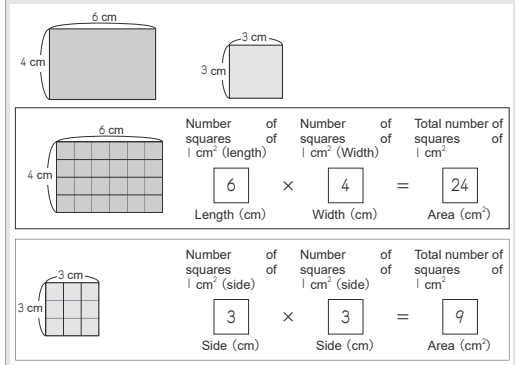 6 cm
4 cm
3 cm
3 cm
6 cm
4 cm
Number of squares of 1 cm² (length)
Number of squares of 1 cm² (Width)
Total number of squares of 1 cm²
6 × 4 = 24
Length (cm) Width (cm) Area (cm²)
3 cm
3 cm
Number of squares of 1 cm² (side)
Number of squares of 1 cm² (side)
Total number of squares of 1 cm²
3 × 3 = 9
Side (cm) Side (cm) Area (cm²)